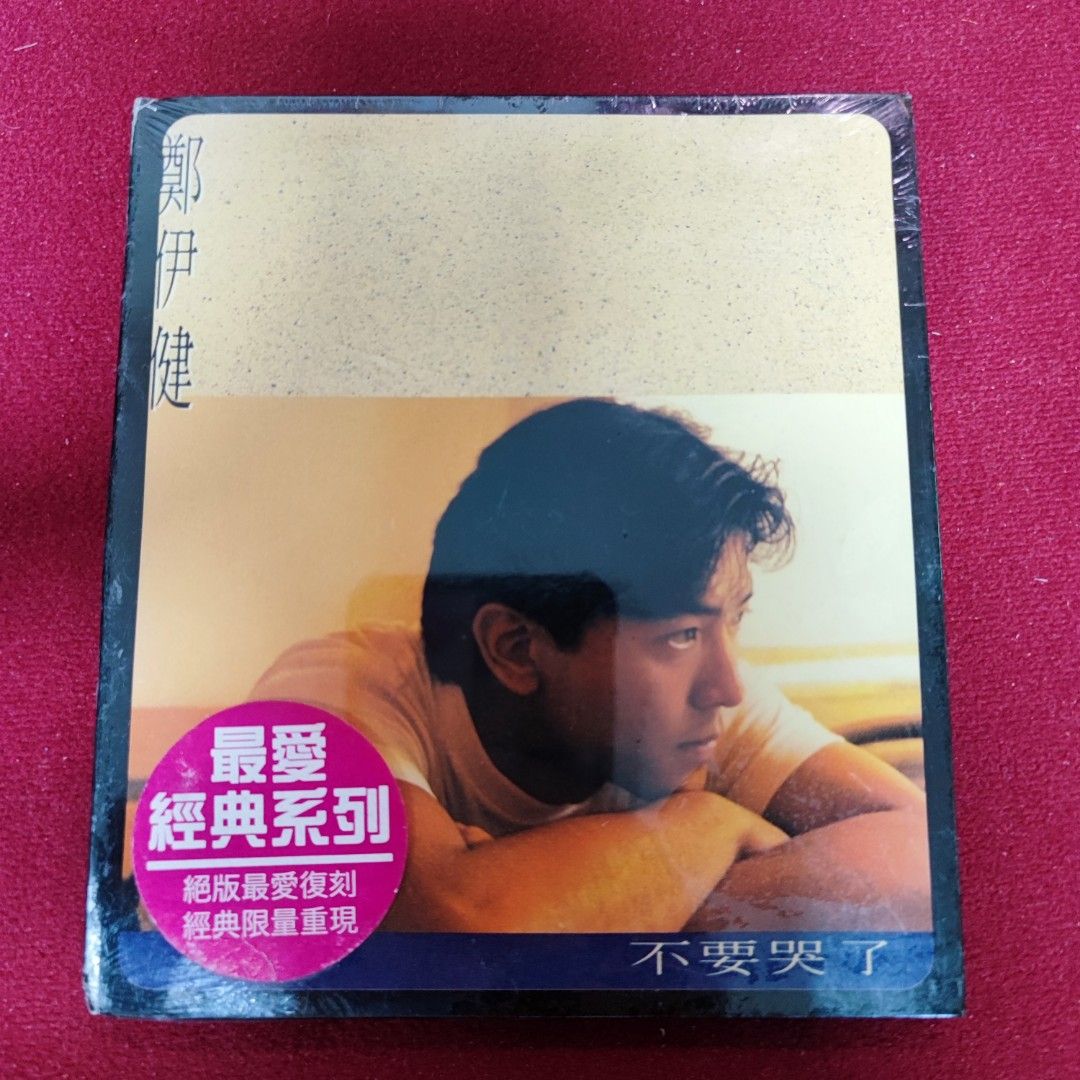 鄭伊健
最愛
經典系列
絕版最愛復刻
經典限量重現
不要哭了